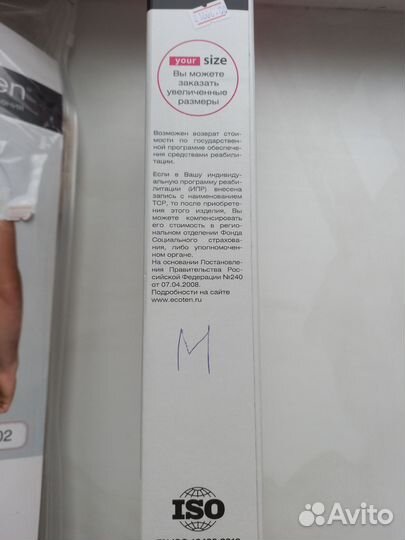 your size
Вы можете
заказать
увеличенные
размеры
Возможен возврат стои-
мости по государствен-
ной программе обеспече-
ния средствами реабили-
тации.
Если в Вашу индивиду-
альную программу реаби-
литации (ИПР) внесена
запись с наименованием
ТСР, то после приобрете-
ния этого изделия, Вы
можете компенсировать
его стоимость в регио-
нальном отделении Фонда
Социального страхова-
ния, либо уполномочен-
ном органе.
На основании Постановле-
ния Правительства Рос-
сийской Федерации №240
от 07.04.2008.
Подробности на сайте
www.ecoten.ru
M
ISO
en
02
Avito